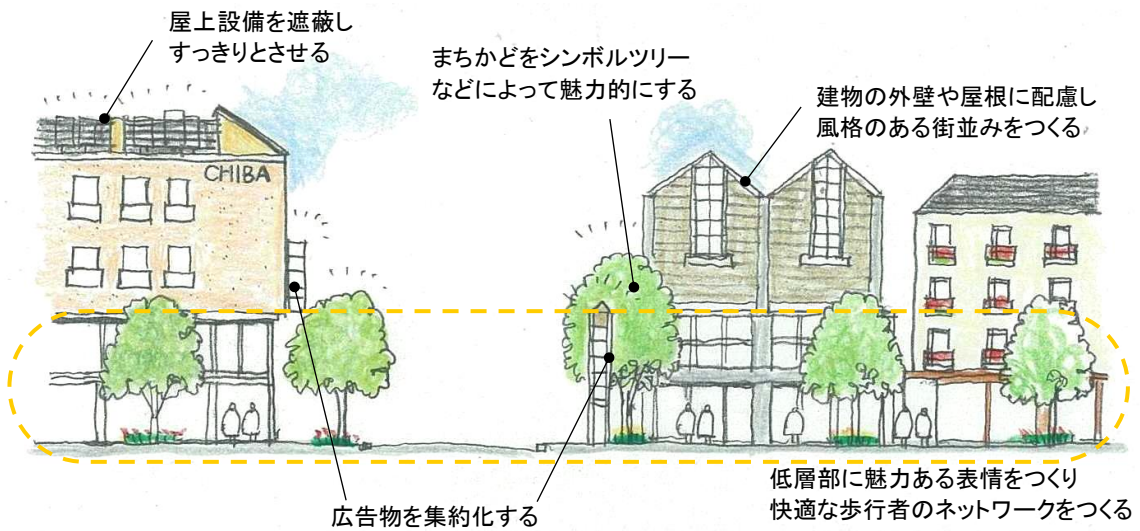 屋上設備を遮蔽し
すっきりとさせる
まちかどをシンボルツリー
などによって魅力的にする
建物の外壁や屋根に配慮し
風格のある街並みをつくる
CHIBA
低層部に魅力ある表情をつくり
快適な歩行者のネットワークをつくる
広告物を集約化する